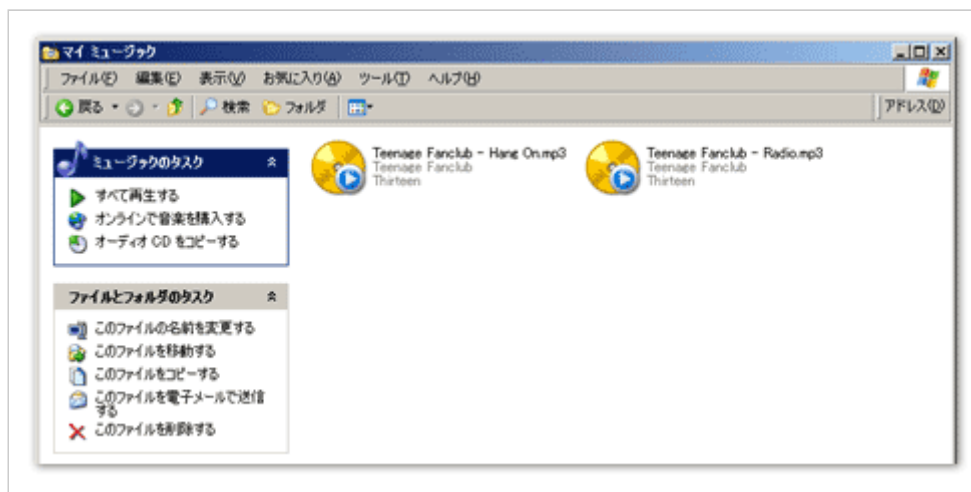 マイ ミュージック
ファイル(F) 編集(E) 表示(V) お気に入り(A) ツール(T) ヘルプ(H)
戻る 検索 フォルダ アドレス(D)
ミュージックのタスク
すべて再生する
オンラインで音楽を購入する
オーディオ CD をコピーする
ファイルとフォルダのタスク
このファイルの名前を変更する
このファイルを移動する
このファイルをコピーする
このファイルを電子メールで送信
する
このファイルを削除する
Teenage Fanclub - Hang On.mp3
Teenage Fanclub
Thirteen
Teenage Fanclub - Radio.mp3
Teenage Fanclub
Thirteen